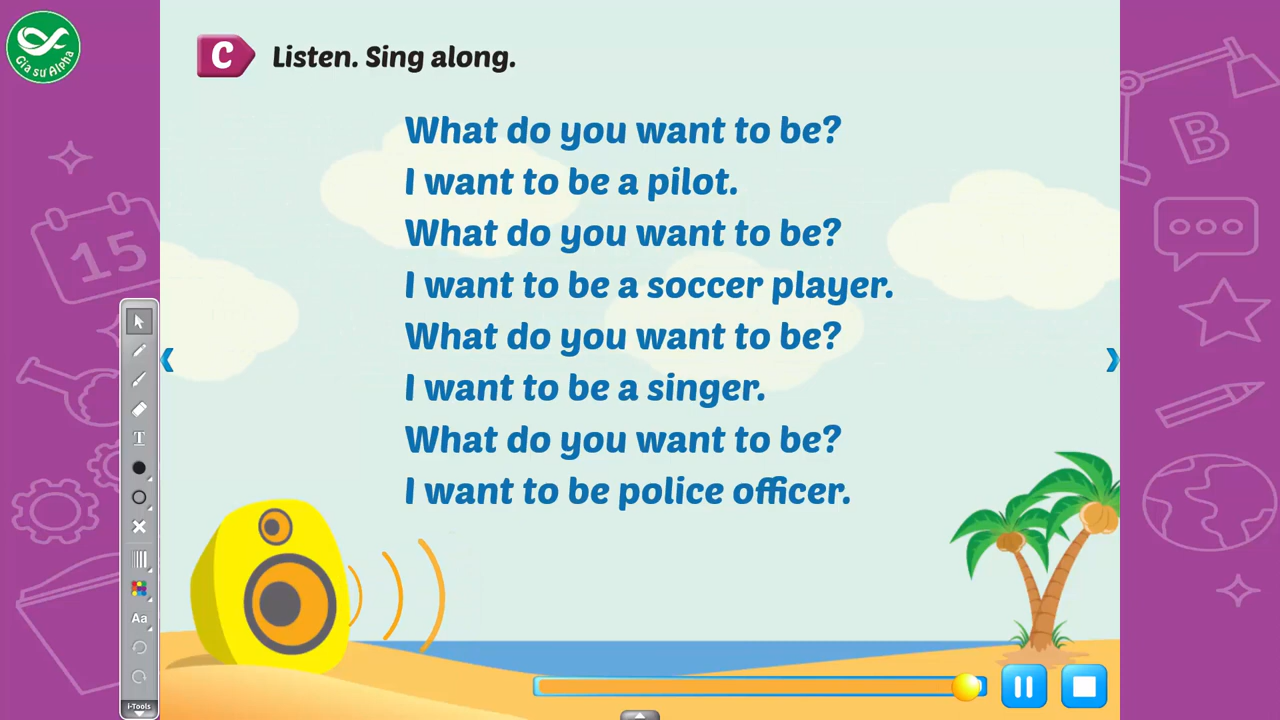 Gia sư Alpha
C Listen. Sing along.
What do you want to be?
I want to be a pilot.
What do you want to be?
I want to be a soccer player.
What do you want to be?
I want to be a singer.
What do you want to be?
I want to be police officer.
15
B
T
Aa
i-Tools